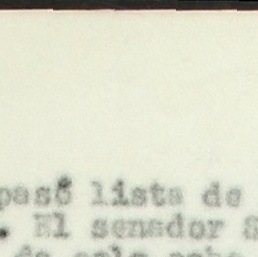 pasó lista de
. El senador S